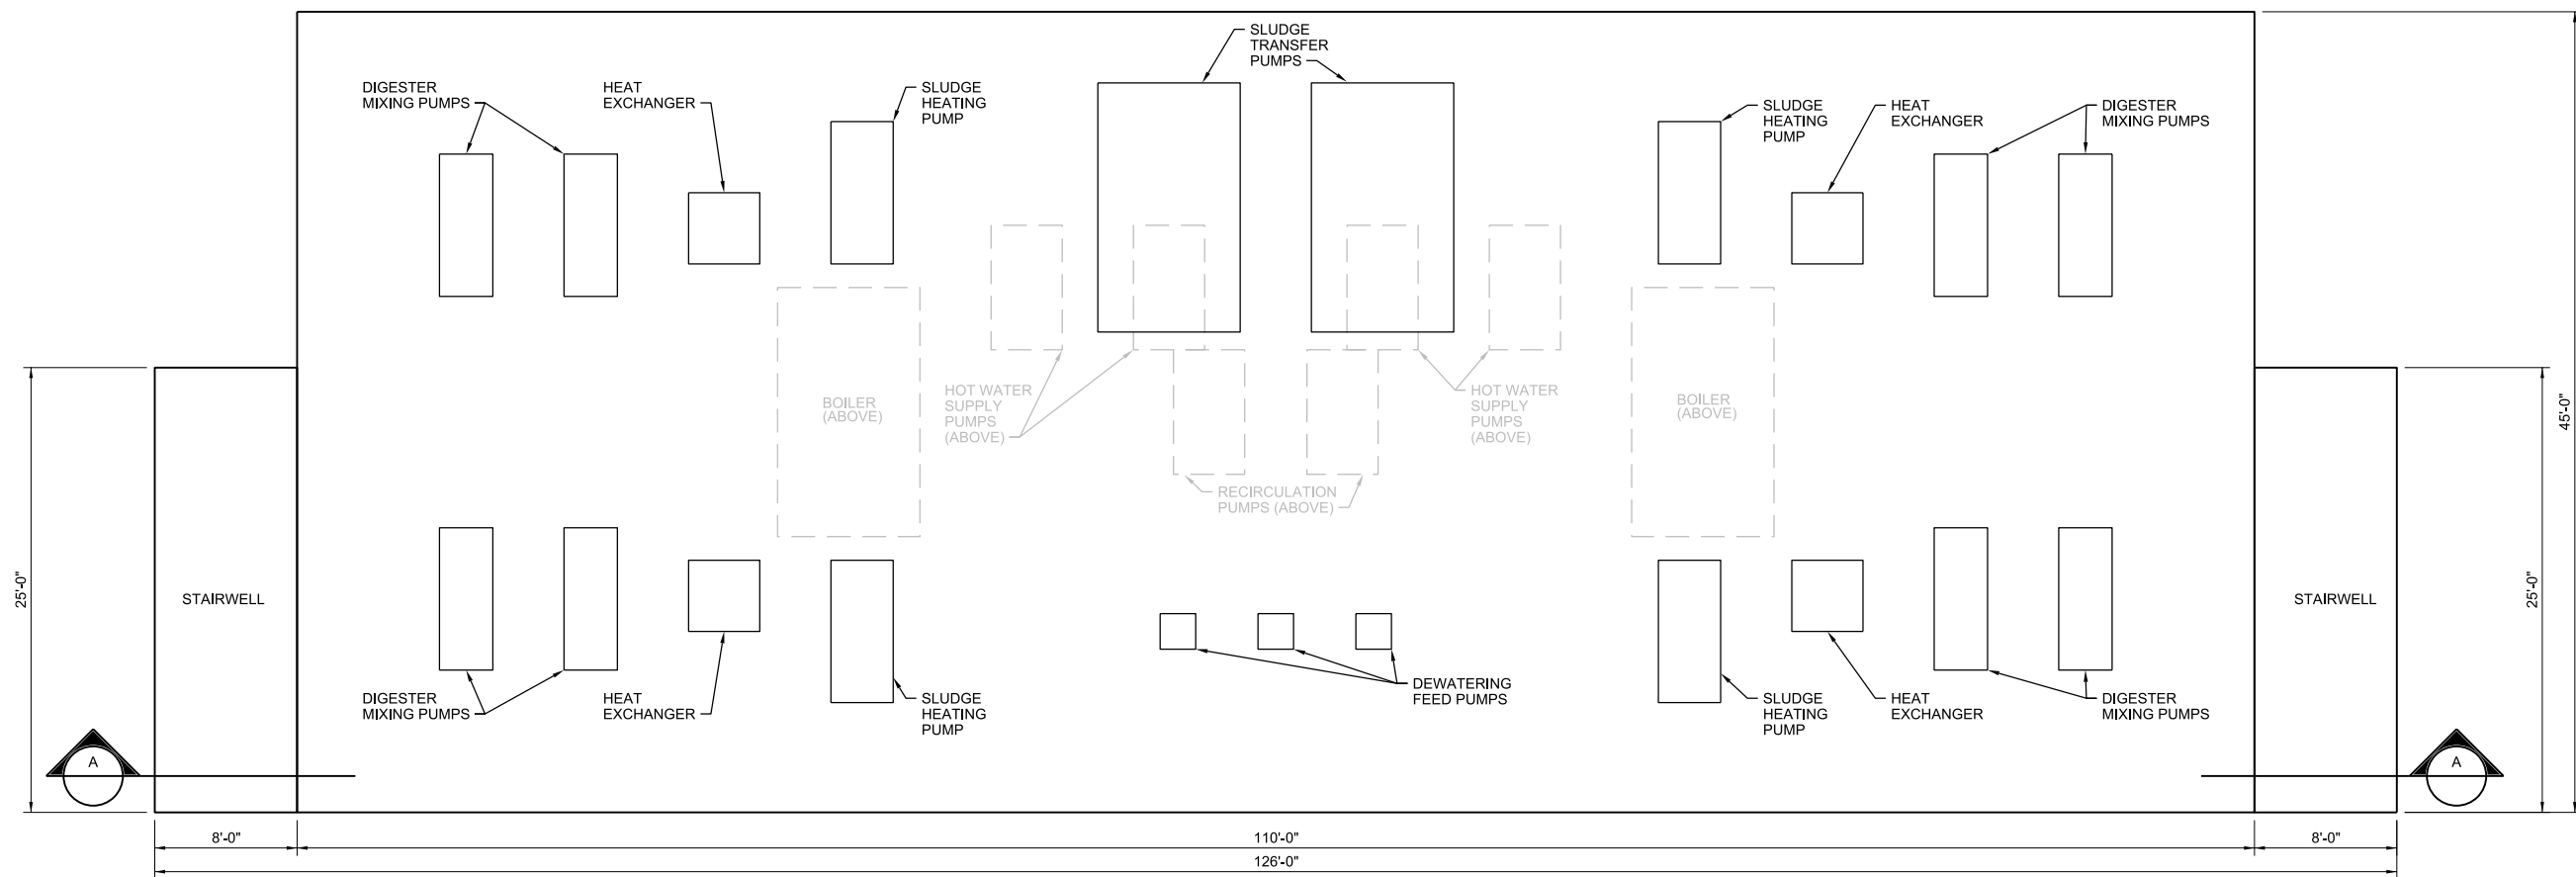 SLUDGE
TRANSFER
PUMPS
DIGESTER
MIXING PUMPS
HEAT
EXCHANGER
SLUDGE
HEATING
PUMP
SLUDGE
HEATING
PUMP
HEAT
EXCHANGER
DIGESTER
MIXING PUMPS
HOT WATER
SUPPLY
PUMPS
(ABOVE)
HOT WATER
SUPPLY
PUMPS
(ABOVE)
BOILER
(ABOVE)
BOILER
(ABOVE)
45'-0"
RECIRCULATION
PUMPS (ABOVE)
25'-0"
STAIRWELL
STAIRWELL
25'-0"
DIGESTER
MIXING PUMPS
HEAT
EXCHANGER
SLUDGE
HEATING
PUMP
DEWATERING
FEED PUMPS
SLUDGE
HEATING
PUMP
HEAT
EXCHANGER
DIGESTER
MIXING PUMPS
A
A
8'-0"
110'-0"
8'-0"
126'-0"